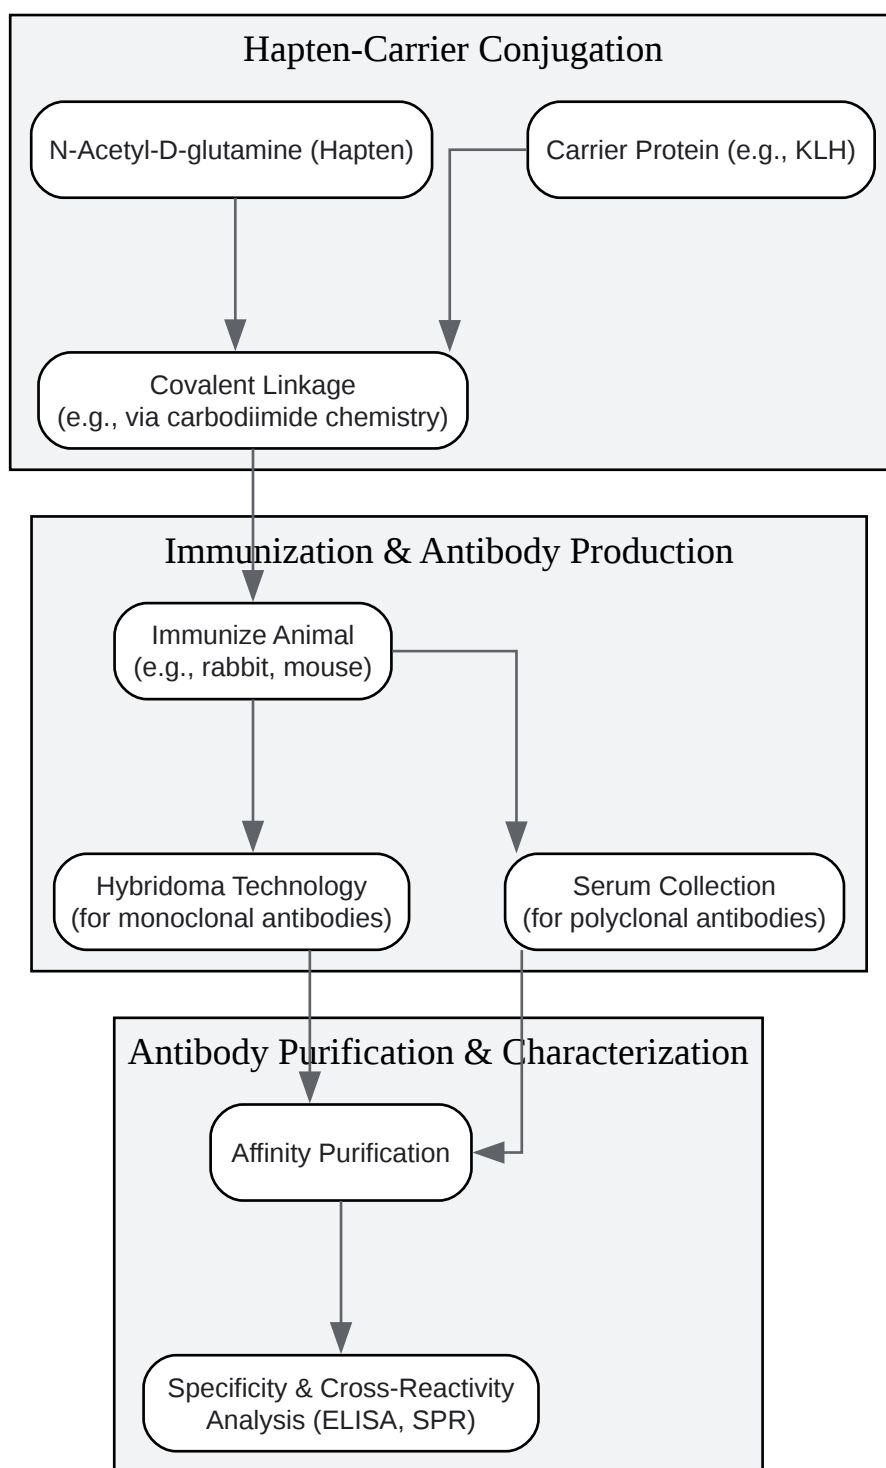 Hapten-Carrier Conjugation
N-Acetyl-D-glutamine (Hapten)
Carrier Protein (e.g., KLH)
Covalent Linkage
(e.g., via carbodiimide chemistry)
Immunization & Antibody Production
Immunize Animal
(e.g., rabbit, mouse)
Hybridoma Technology
(for monoclonal antibodies)
Serum Collection
(for polyclonal antibodies)
Antibody Purification & Characterization
Affinity Purification
Specificity & Cross-Reactivity
Analysis (ELISA, SPR)